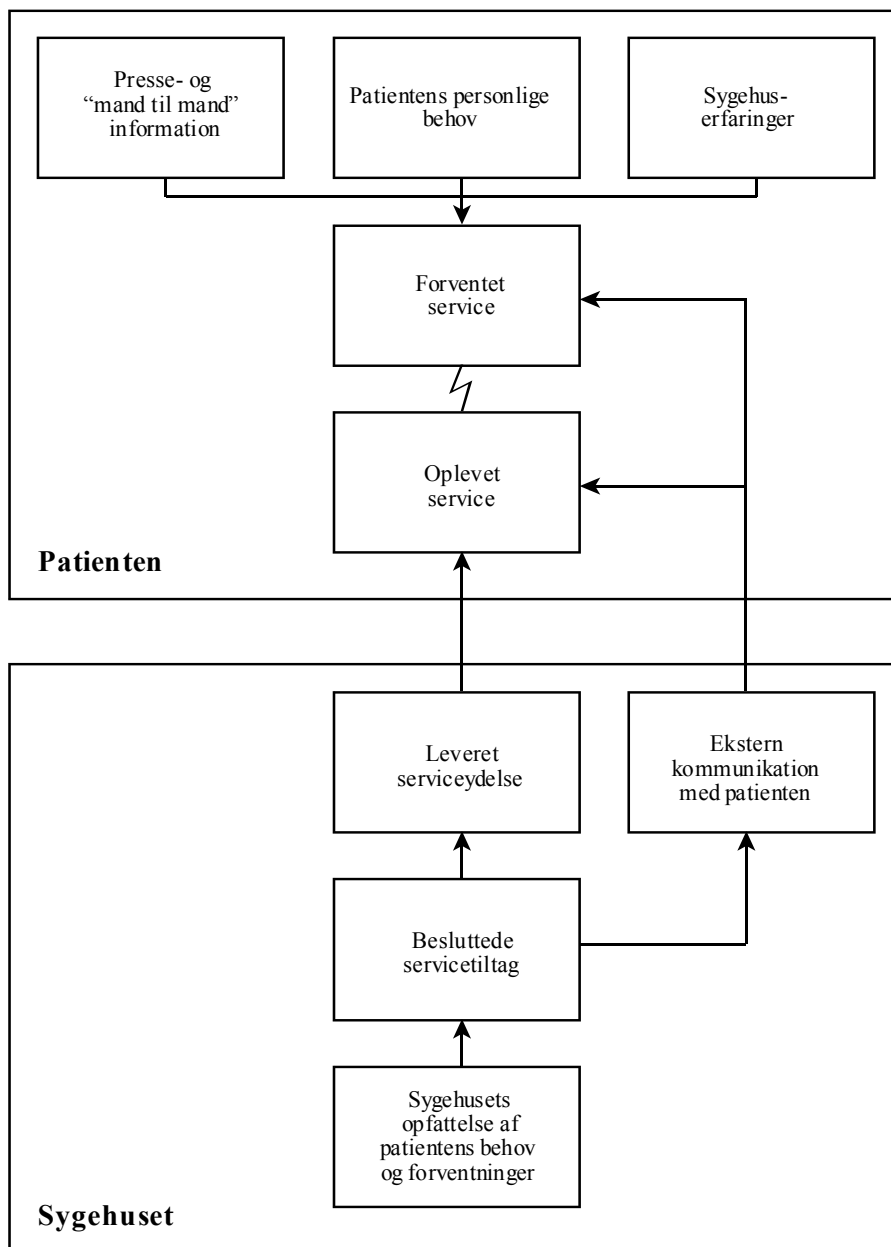 Presse- og
“mand til mand”
information
Patientens personlige
behov
Sygehus-
erfaringer
Forventet
service
Oplevet
service
Patienten
Leveret
serviceydelse
Ekstern
kommunikation
med patienten
Besluttede
servicetiltag
Sygehusets
opfattelse af
patientens behov
og forventninger
Sygehuset